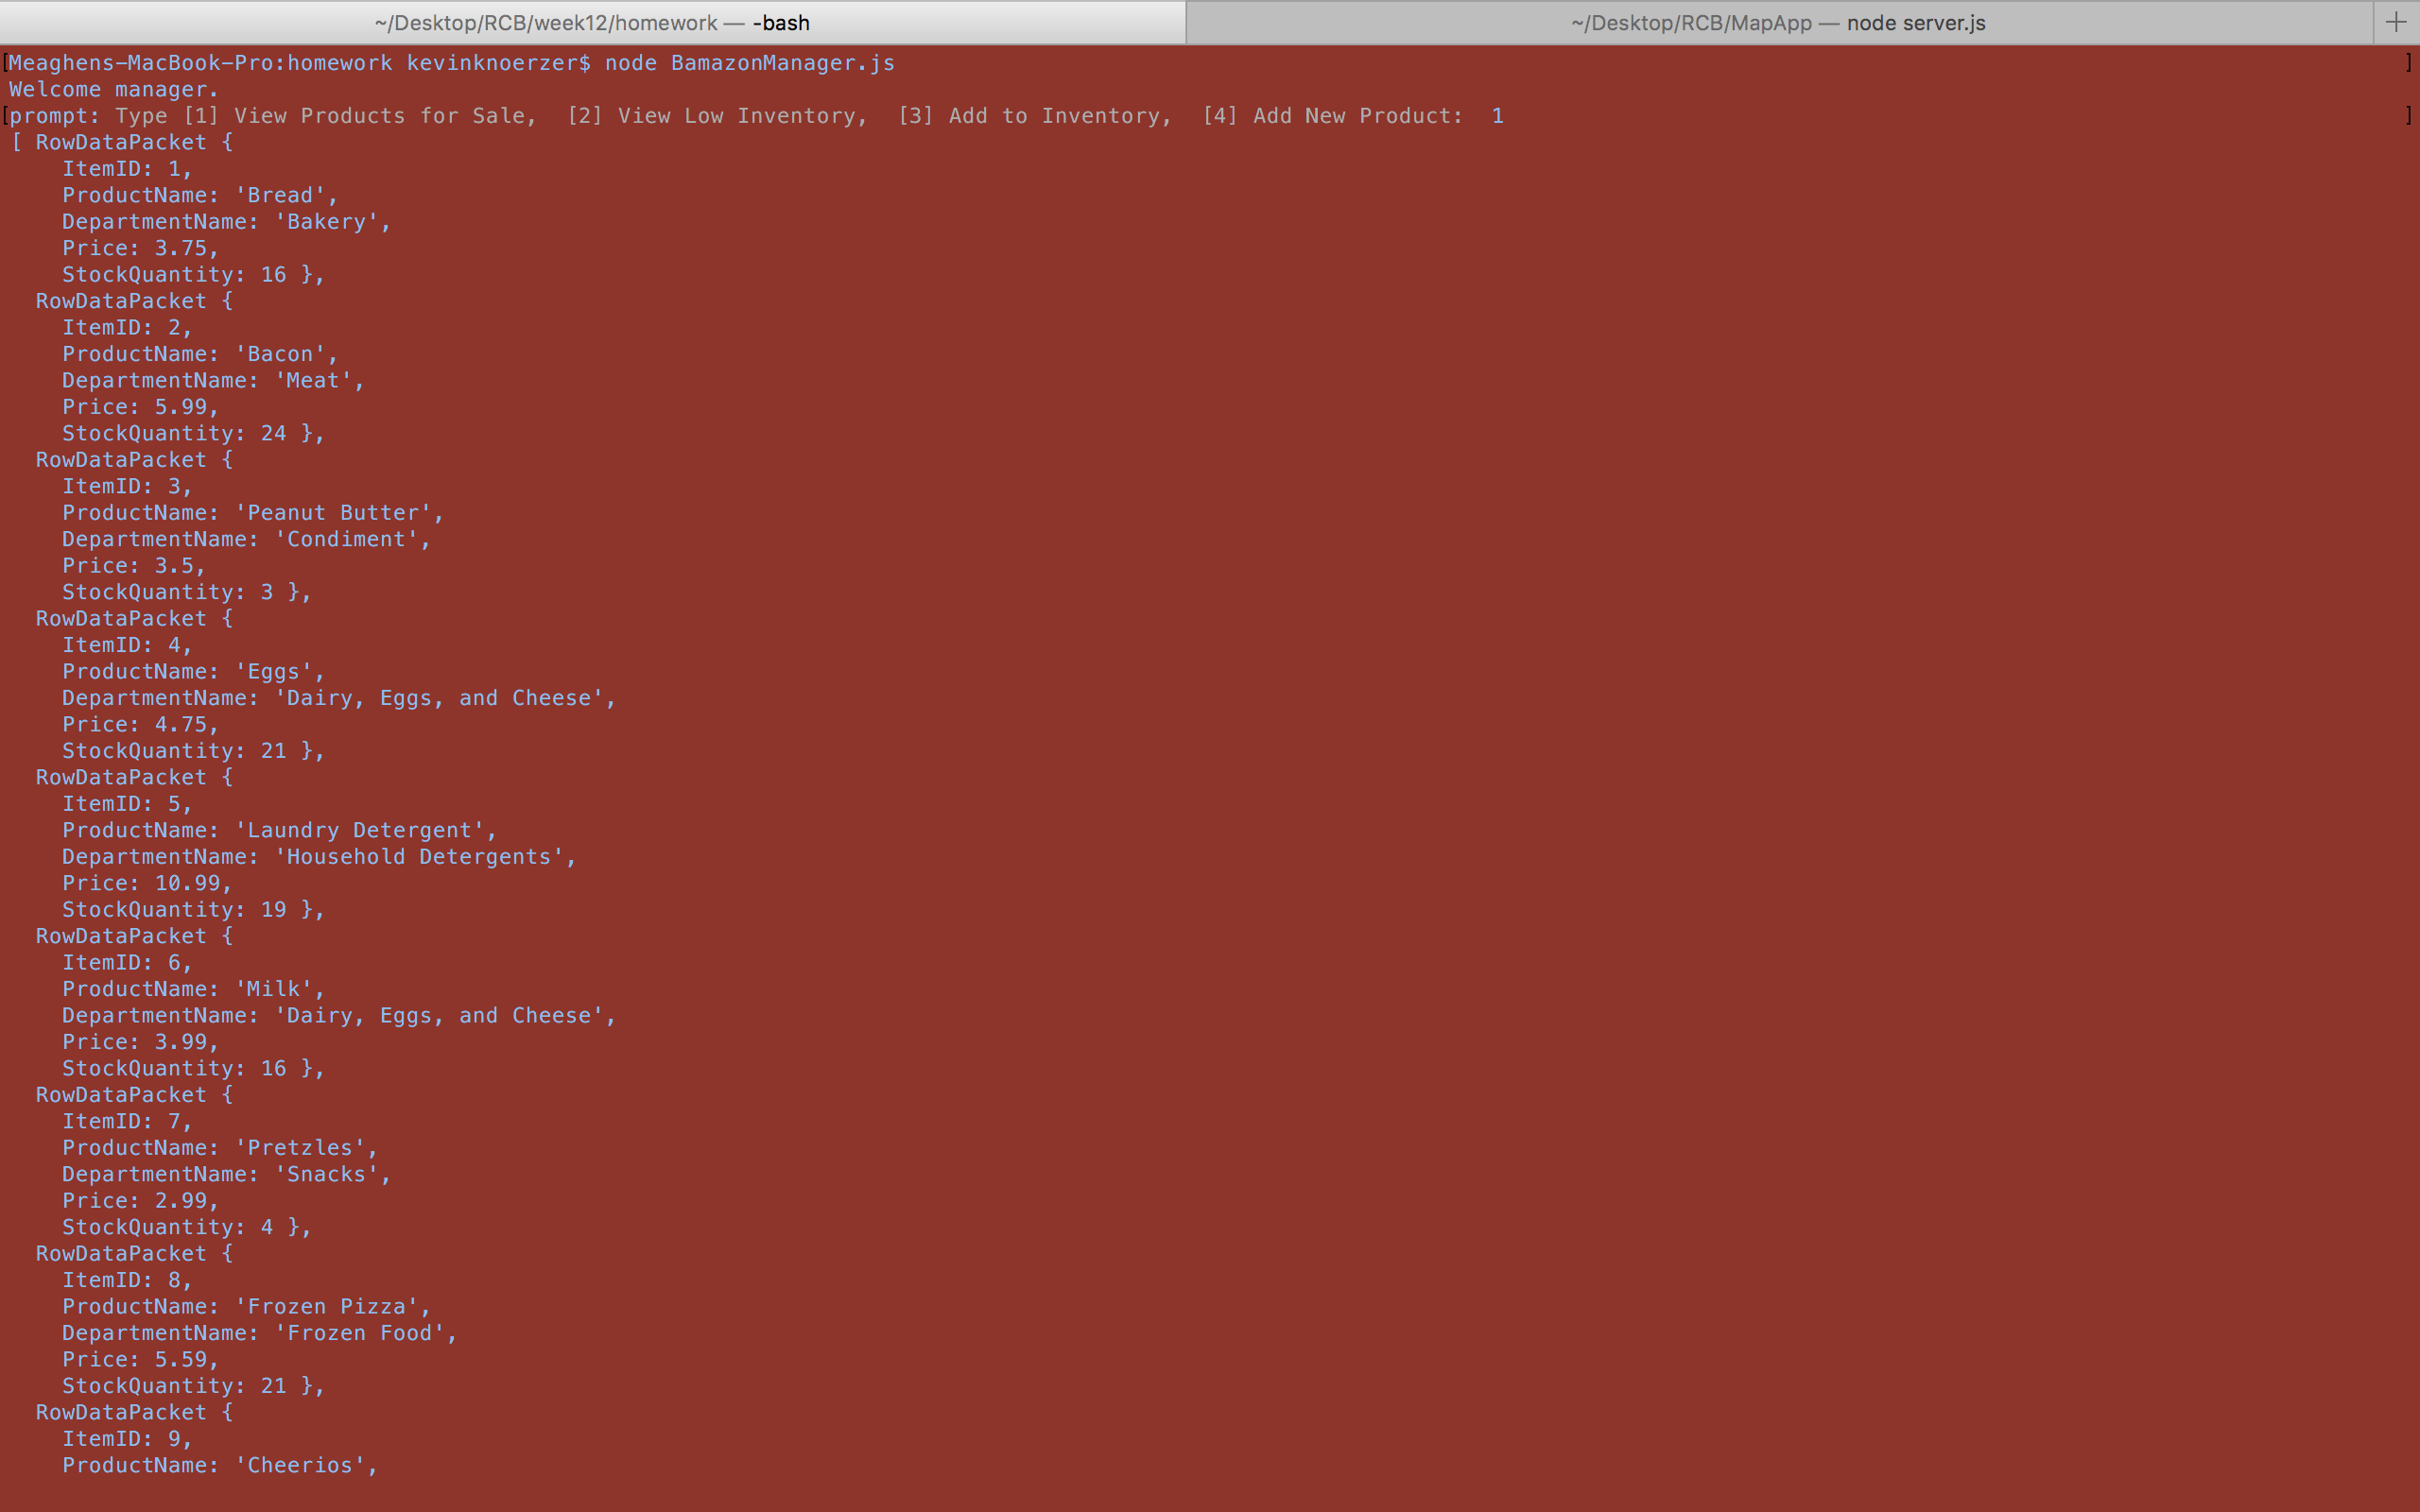 ~/Desktop/RCB/week12/homework — -bash
~/Desktop/RCB/MapApp — node server.js
[Meaghens-MacBook-Pro:homework kevinknoerzer$ node BamazonManager.js ]
Welcome manager.
[prompt: Type [1] View Products for Sale,  [2] View Low Inventory,  [3] Add to Inventory,  [4] Add New Product:  1 ]
[ RowDataPacket {
    ItemID: 1,
    ProductName: 'Bread',
    DepartmentName: 'Bakery',
    Price: 3.75,
    StockQuantity: 16 },
  RowDataPacket {
    ItemID: 2,
    ProductName: 'Bacon',
    DepartmentName: 'Meat',
    Price: 5.99,
    StockQuantity: 24 },
  RowDataPacket {
    ItemID: 3,
    ProductName: 'Peanut Butter',
    DepartmentName: 'Condiment',
    Price: 3.5,
    StockQuantity: 3 },
  RowDataPacket {
    ItemID: 4,
    ProductName: 'Eggs',
    DepartmentName: 'Dairy, Eggs, and Cheese',
    Price: 4.75,
    StockQuantity: 21 },
  RowDataPacket {
    ItemID: 5,
    ProductName: 'Laundry Detergent',
    DepartmentName: 'Household Detergents',
    Price: 10.99,
    StockQuantity: 19 },
  RowDataPacket {
    ItemID: 6,
    ProductName: 'Milk',
    DepartmentName: 'Dairy, Eggs, and Cheese',
    Price: 3.99,
    StockQuantity: 16 },
  RowDataPacket {
    ItemID: 7,
    ProductName: 'Pretzles',
    DepartmentName: 'Snacks',
    Price: 2.99,
    StockQuantity: 4 },
  RowDataPacket {
    ItemID: 8,
    ProductName: 'Frozen Pizza',
    DepartmentName: 'Frozen Food',
    Price: 5.59,
    StockQuantity: 21 },
  RowDataPacket {
    ItemID: 9,
    ProductName: 'Cheerios',